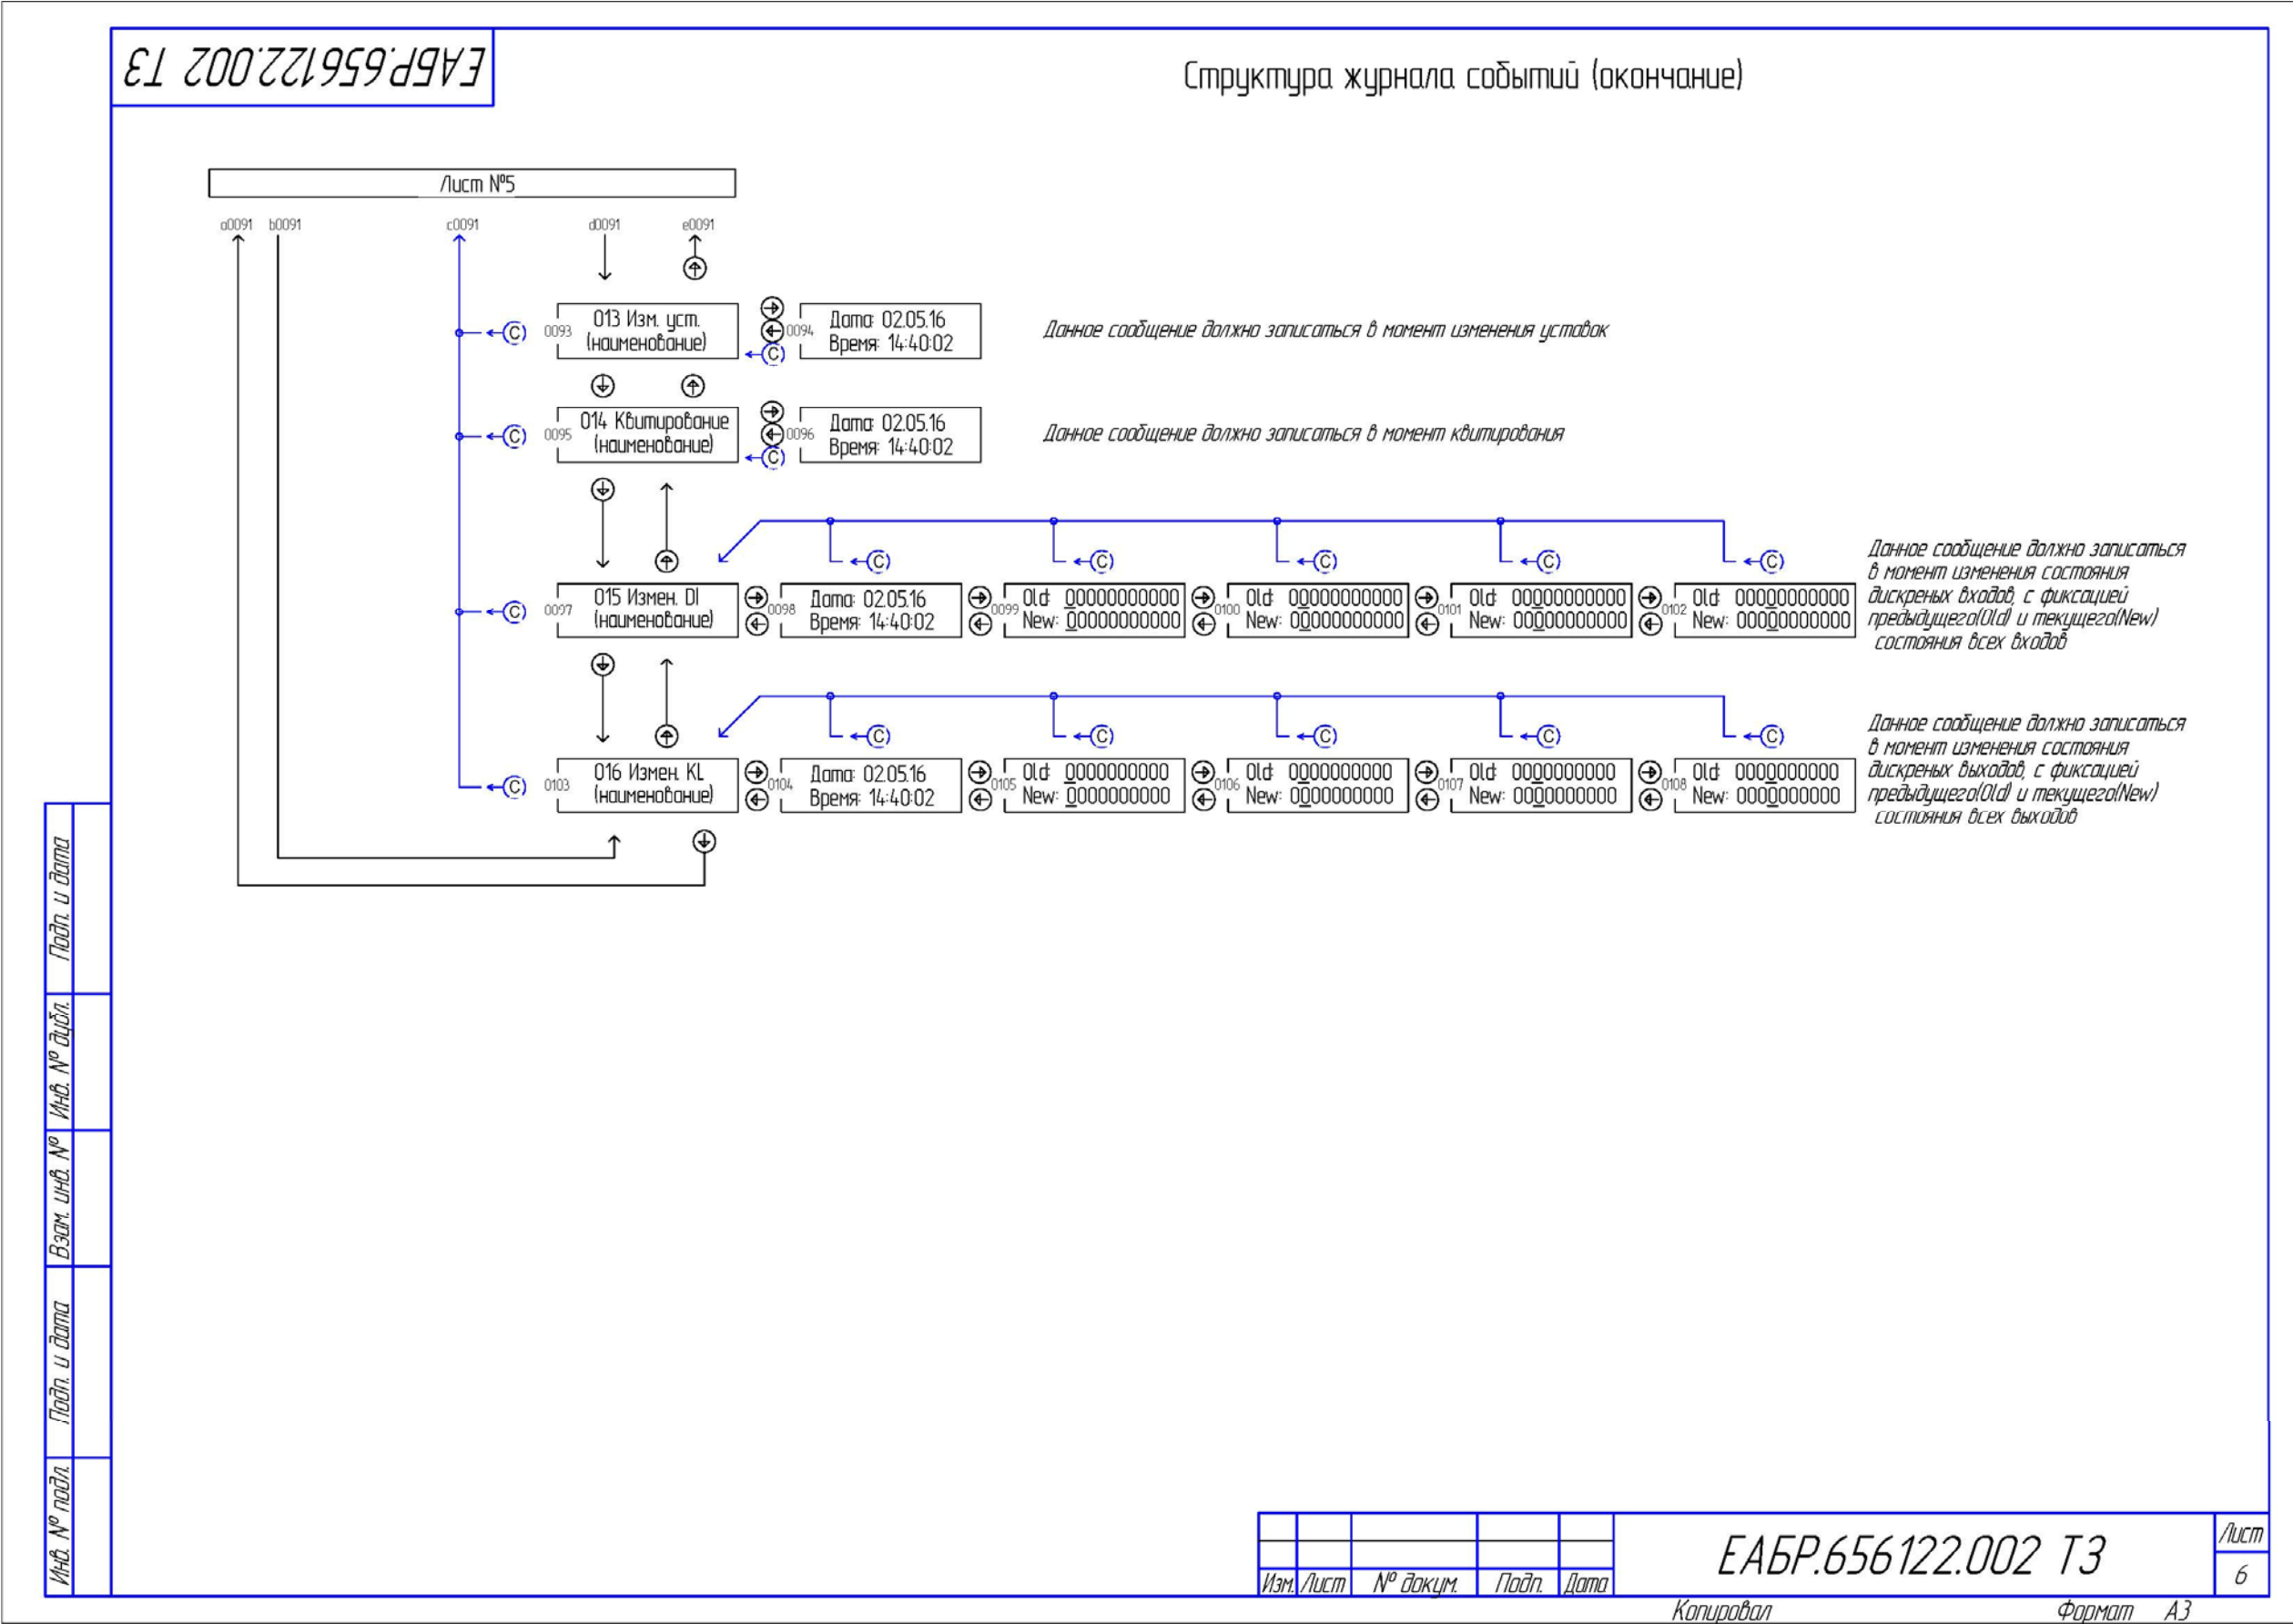 ЕАБР.656122.002 ТЗ
Структура журнала событий (окончание)
Лист №5
a0091
b0091
c0091
d0091
e0091
C
0093
013 Изм. уст.
(наименование)
C
0094
Дата: 02.05.16
Время: 14:40:02
Данное сообщение должно записаться в момент изменения уставок
C
0095
014 Квитирование
(наименование)
C
0096
Дата: 02.05.16
Время: 14:40:02
Данное сообщение должно записаться в момент квитирования
C
C
C
C
C
C
0097
015 Измен. DI
(наименование)
0098
Дата: 02.05.16
Время: 14:40:02
0099
Old: 00000000000
New: 00000000000
0100
Old: 00000000000
New: 00000000000
0101
Old: 00000000000
New: 00000000000
0102
Old: 00000000000
New: 00000000000
Данное сообщение должно записаться
в момент изменения состояния
дискреных входов, с фиксацией
предыдущего(Old) и текущего(New)
состояния всех входов
C
C
C
C
C
C
0103
016 Измен. KL
(наименование)
0104
Дата: 02.05.16
Время: 14:40:02
0105
Old: 0000000000
New: 0000000000
0106
Old: 0000000000
New: 0000000000
0107
Old: 0000000000
New: 0000000000
0108
Old: 0000000000
New: 0000000000
Данное сообщение должно записаться
в момент изменения состояния
дискреных выходов, с фиксацией
предыдущего(Old) и текущего(New)
состояния всех выходов
Подп. и дата
Инв. № дубл.
Взам. инв. №
Подп. и дата
Инв. № подл.
Изм.
Лист
№ докум.
Подп.
Дата
ЕАБР.656122.002 ТЗ
Лист
6
Копировал
Формат А3